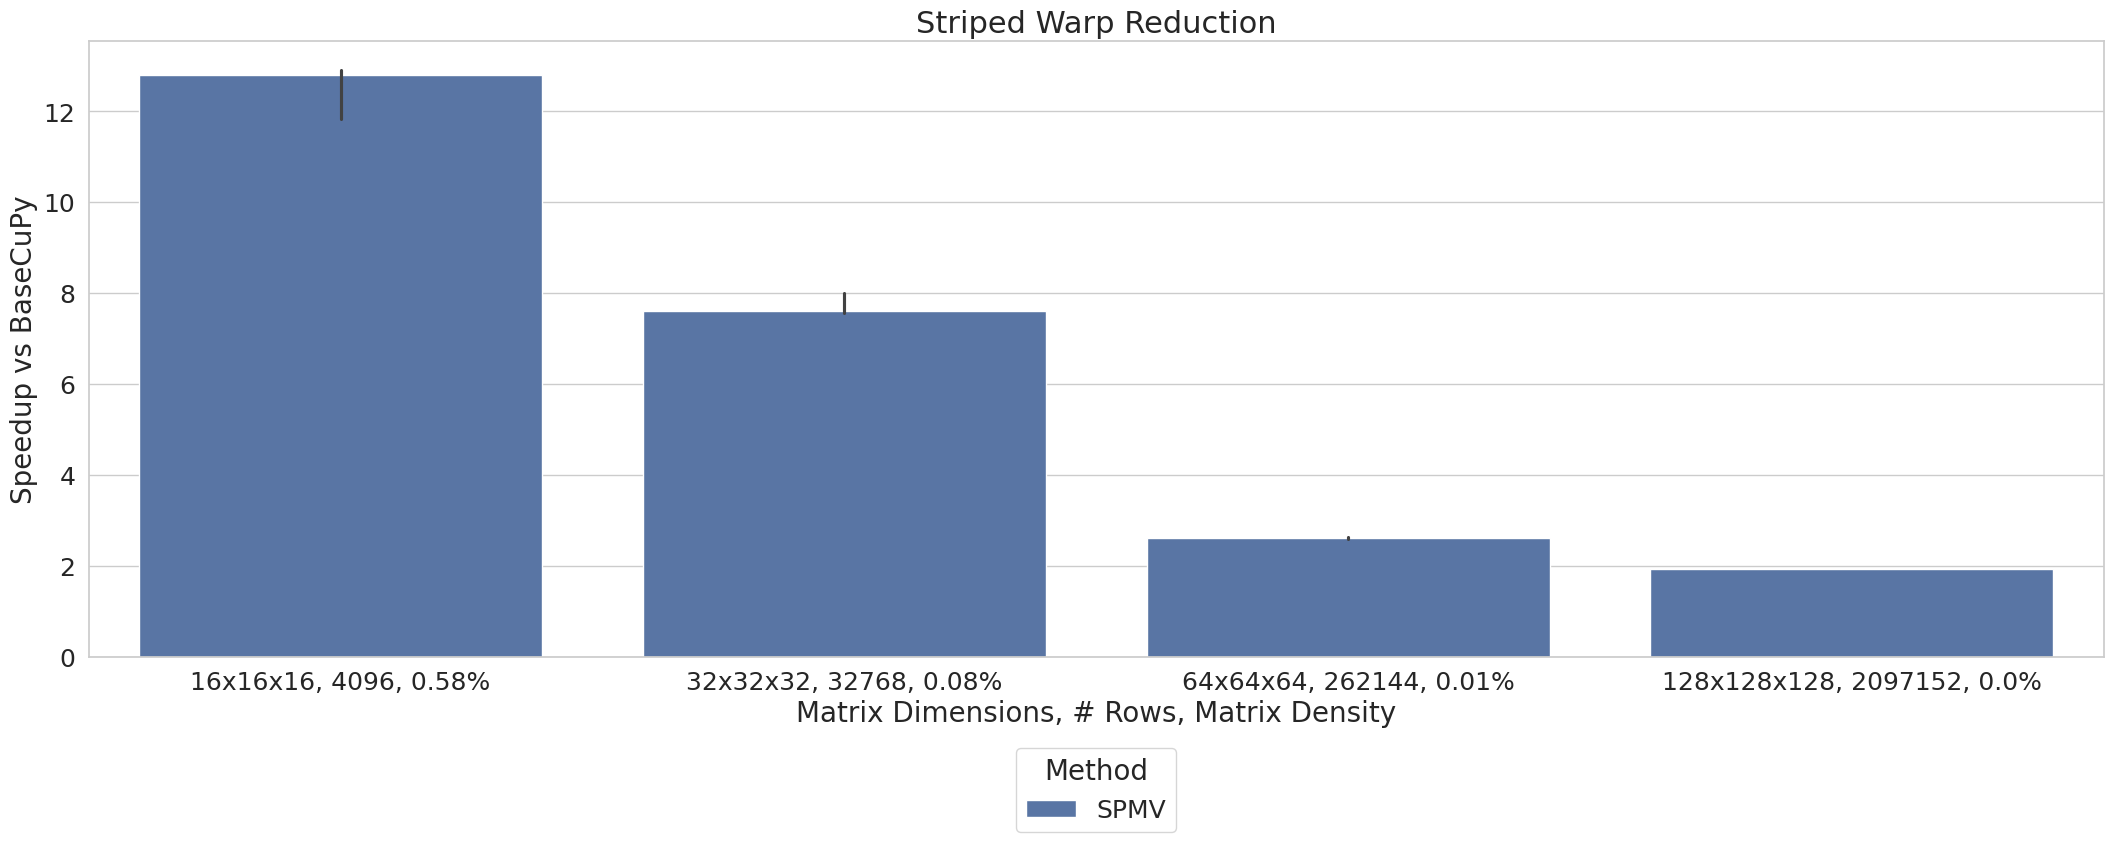 Striped Warp Reduction
Speedup vs BaseCuPy
12
10
8
6
4
2
0
16x16x16, 4096, 0.58%
32x32x32, 32768, 0.08%
64x64x64, 262144, 0.01%
128x128x128, 2097152, 0.0%
Matrix Dimensions, # Rows, Matrix Density
Method
SPMV